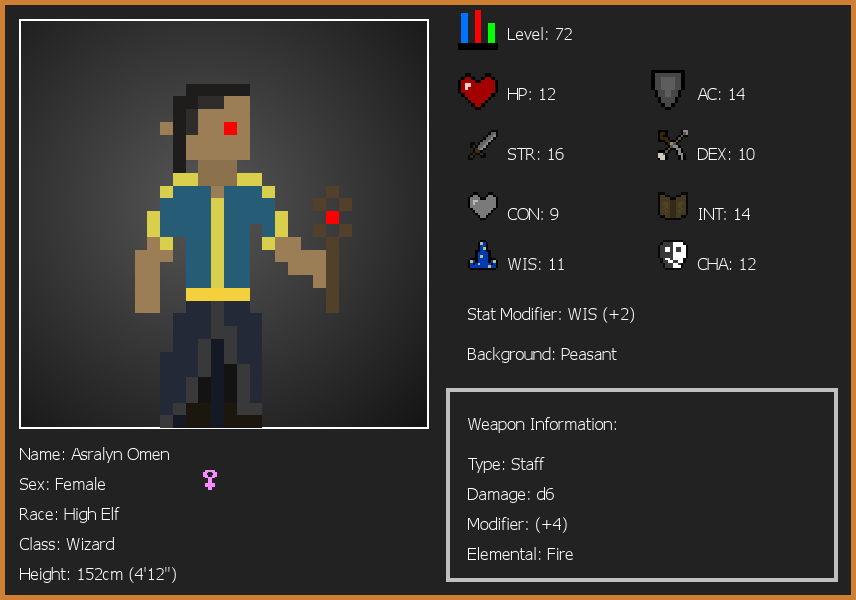 Level: 72
HP: 12
AC: 14
STR: 16
DEX: 10
CON: 9
INT: 14
WIS: 11
CHA: 12
Stat Modifier: WIS (+2)
Background: Peasant
Weapon Information:
Type: Staff
Damage: d6
Modifier: (+4)
Elemental: Fire
Name: Asralyn Omen
Sex: Female
Race: High Elf
Class: Wizard
Height: 152cm (4'12")